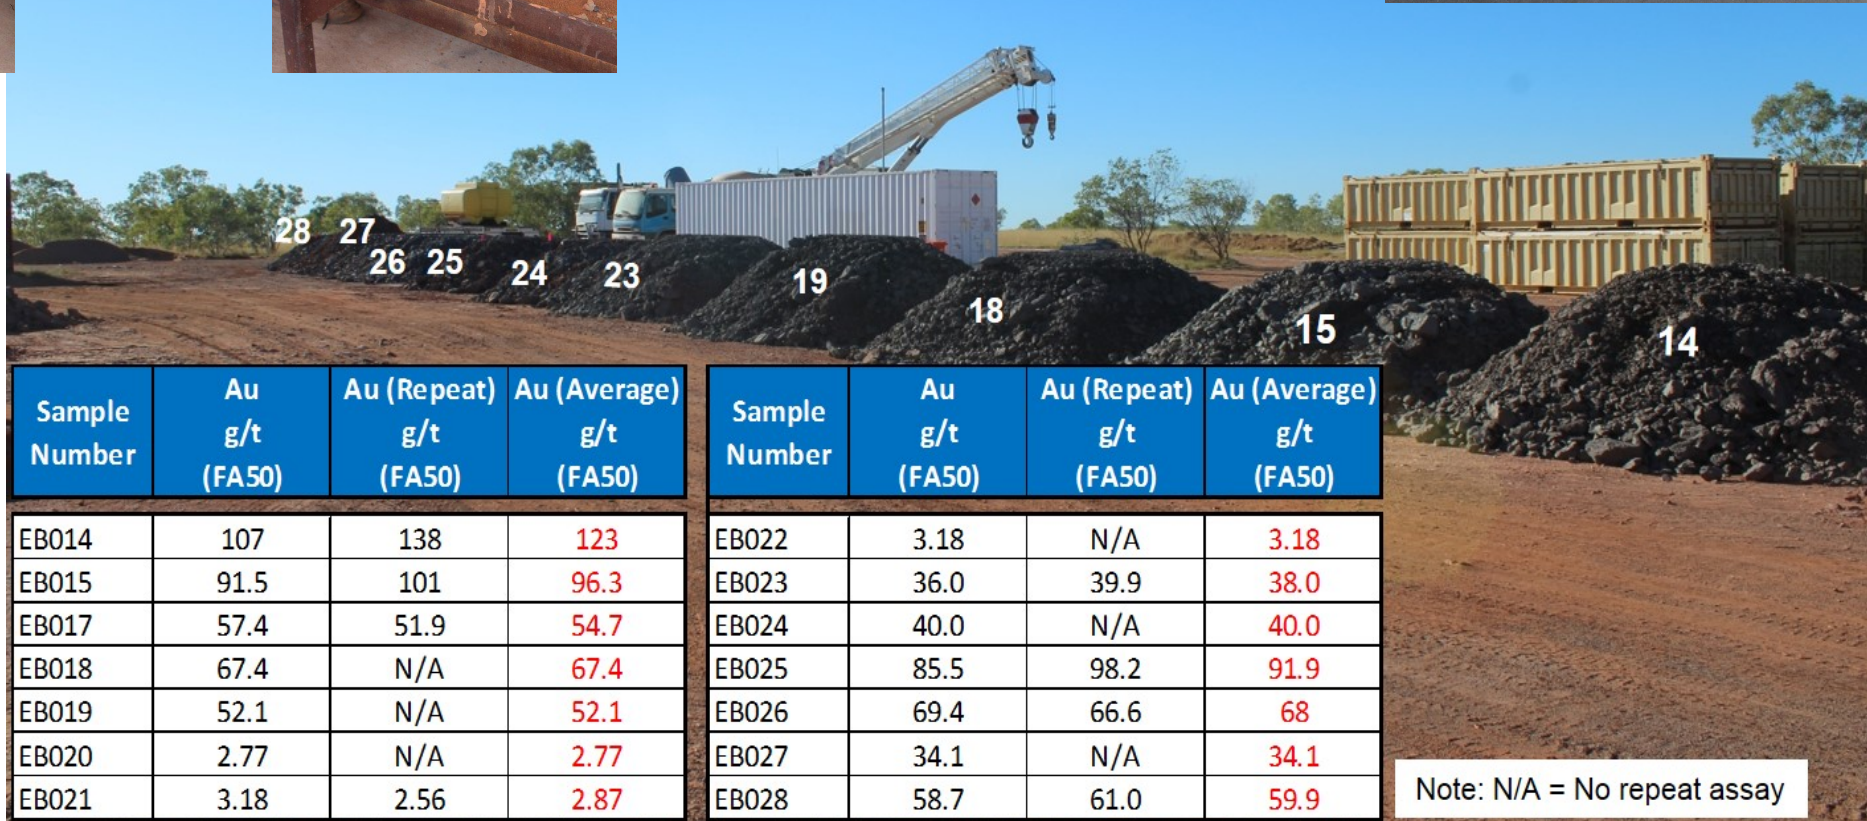 28 27
26 25
24 23 19
18
15 14
Sample Number Au g/t (FA50) Au (Repeat) g/t (FA50) Au (Average) g/t (FA50)
EB014 107 138 123
EB015 91.5 101 96.3
EB017 57.4 51.9 54.7
EB018 67.4 N/A 67.4
EB019 52.1 N/A 52.1
EB020 2.77 N/A 2.77
EB021 3.18 2.56 2.87
Sample Number Au g/t (FA50) Au (Repeat) g/t (FA50) Au (Average) g/t (FA50)
EB022 3.18 N/A 3.18
EB023 36.0 39.9 38.0
EB024 40.0 N/A 40.0
EB025 85.5 98.2 91.9
EB026 69.4 66.6 68
EB027 34.1 N/A 34.1
EB028 58.7 61.0 59.9
Note: N/A = No repeat assay